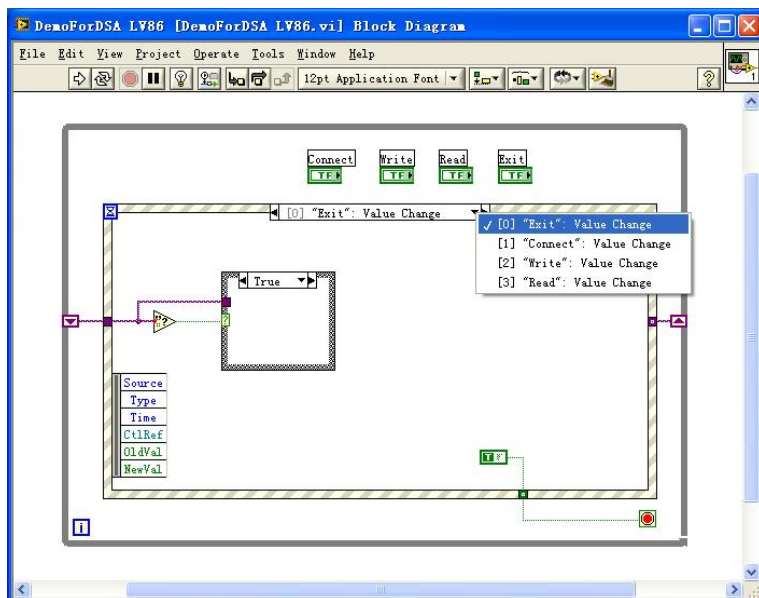 DemoForDSA LV86 [DemoForDSA LV86.vi] Block Diagram
File Edit View Project Operate Tools Window Help
12pt Application Font
1
Connect Write Read Exit
TF TF TF TF
[0] "Exit": Value Change
[0] "Exit": Value Change
[1] "Connect": Value Change
[2] "Write": Value Change
[3] "Read": Value Change
True
?
Source
Type
Time
CtlRef
OldVal
NewVal
T
i